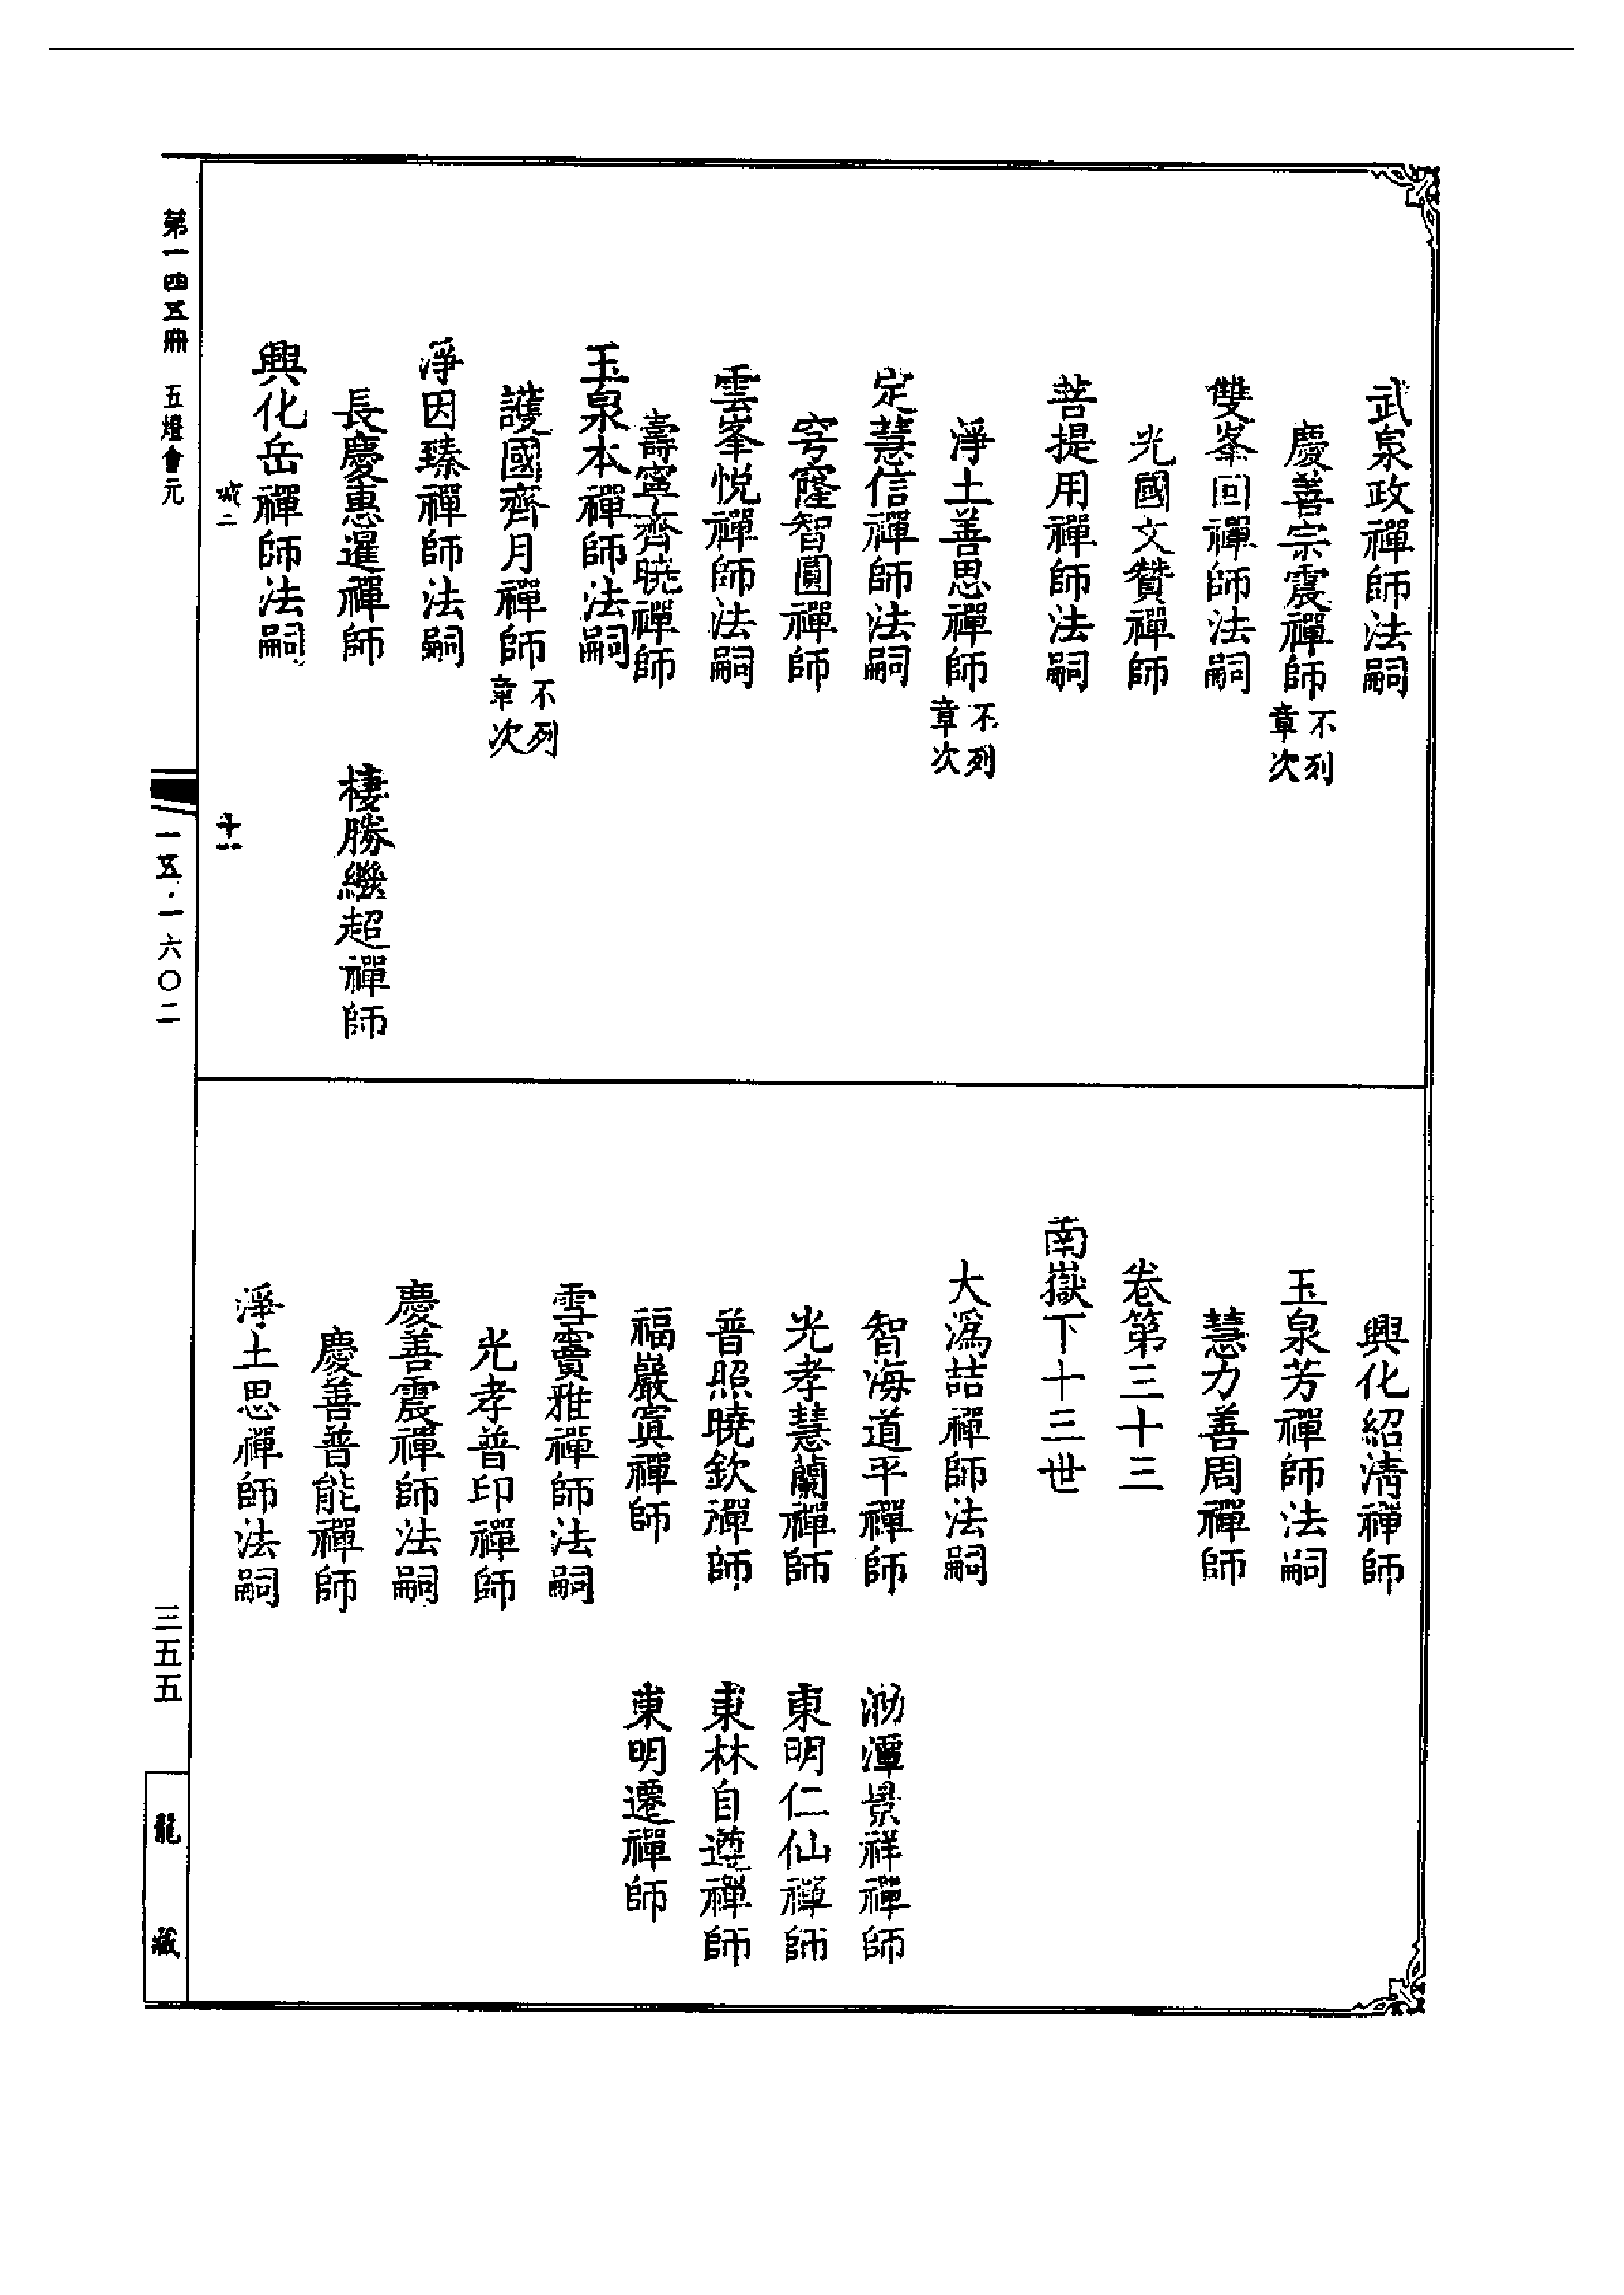 武泉政禪師法嗣
慶善宗震禪師不列章次
雙峯回禪師法嗣
光國文贊禪師
菩提用禪師法嗣
淨土善思禪師不列章次
定慧信禪師法嗣
穹窿智圓禪師
雲峯悅禪師法嗣
壽寧齊曉禪師
玉泉本禪師法嗣
護國齊月禪師不列章次
淨因臻禪師法嗣
長慶惠暹禪師 棲勝繼超禪師
興化岳禪師法嗣
興化紹清禪師
玉泉芳禪師法嗣
慧力善周禪師
卷第三十三
南嶽下十三世
大溈喆禪師法嗣
智海道平禪師 泐潭景祥禪師
光孝慧蘭禪師 東明仁仙禪師
普照曉欽禪師 東林自遵禪師
福嚴寘禪師 東明遷禪師
雪竇雅禪師法嗣
光孝普印禪師
慶善震禪師法嗣
慶善普能禪師
淨土思禪師法嗣
第一四五冊 五燈會元
一五·一六〇二
三五五
龍藏